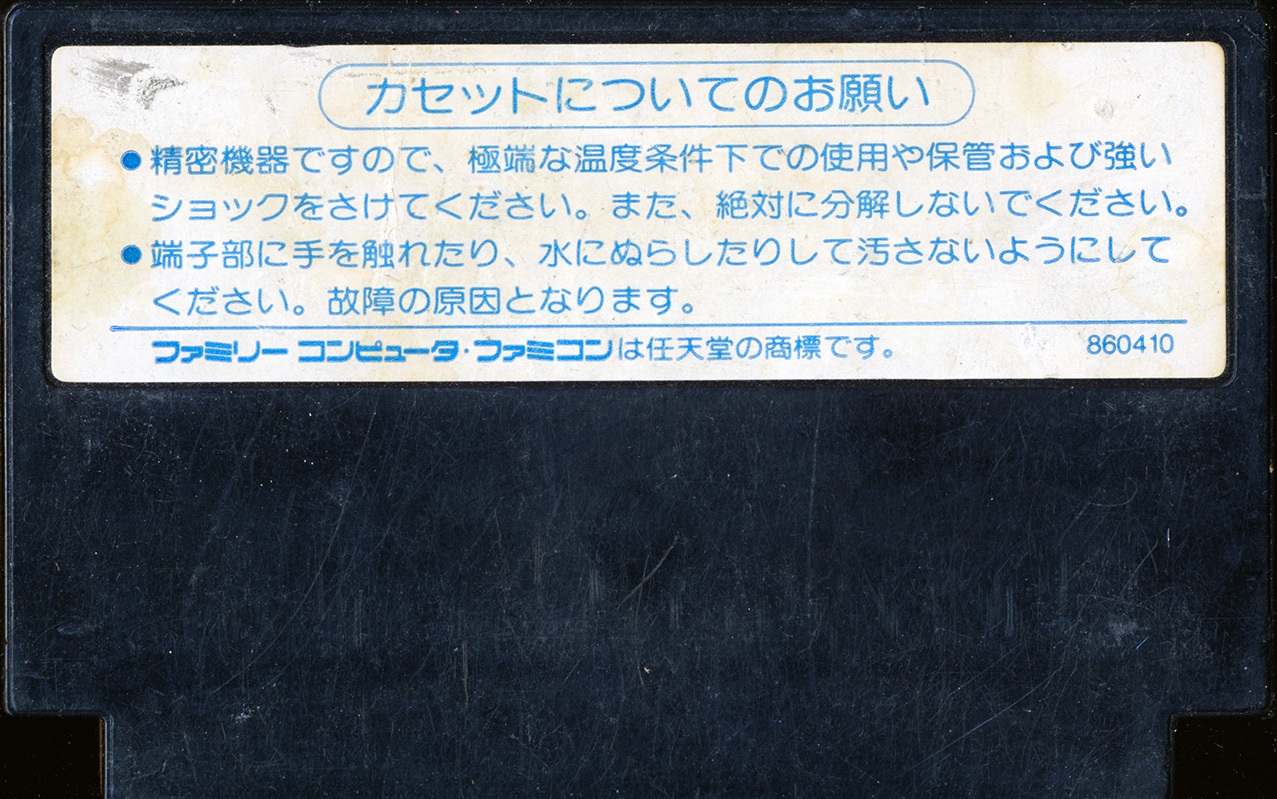 カセットについてのお願い
●精密機器ですので、極端な温度条件下での使用や保管および強い
ショックをさけてください。また、絶対に分解しないでください。
●端子部に手を触れたり、水にぬらしたりして汚さないようにして
ください。故障の原因となります。
ファミリーコンピュータ・ファミコンは任天堂の商標です。 860410